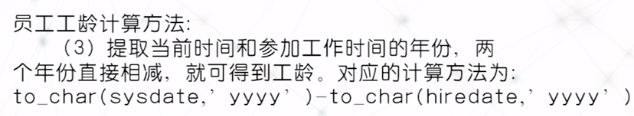 员工工龄计算方法:
(3)提取当前时间和参加工作时间的年份，两
个年份直接相减，就可得到工龄。对应的计算方法为:
to_char(sysdate,’yyyy’)-to_char(hiredate,’yyyy’)